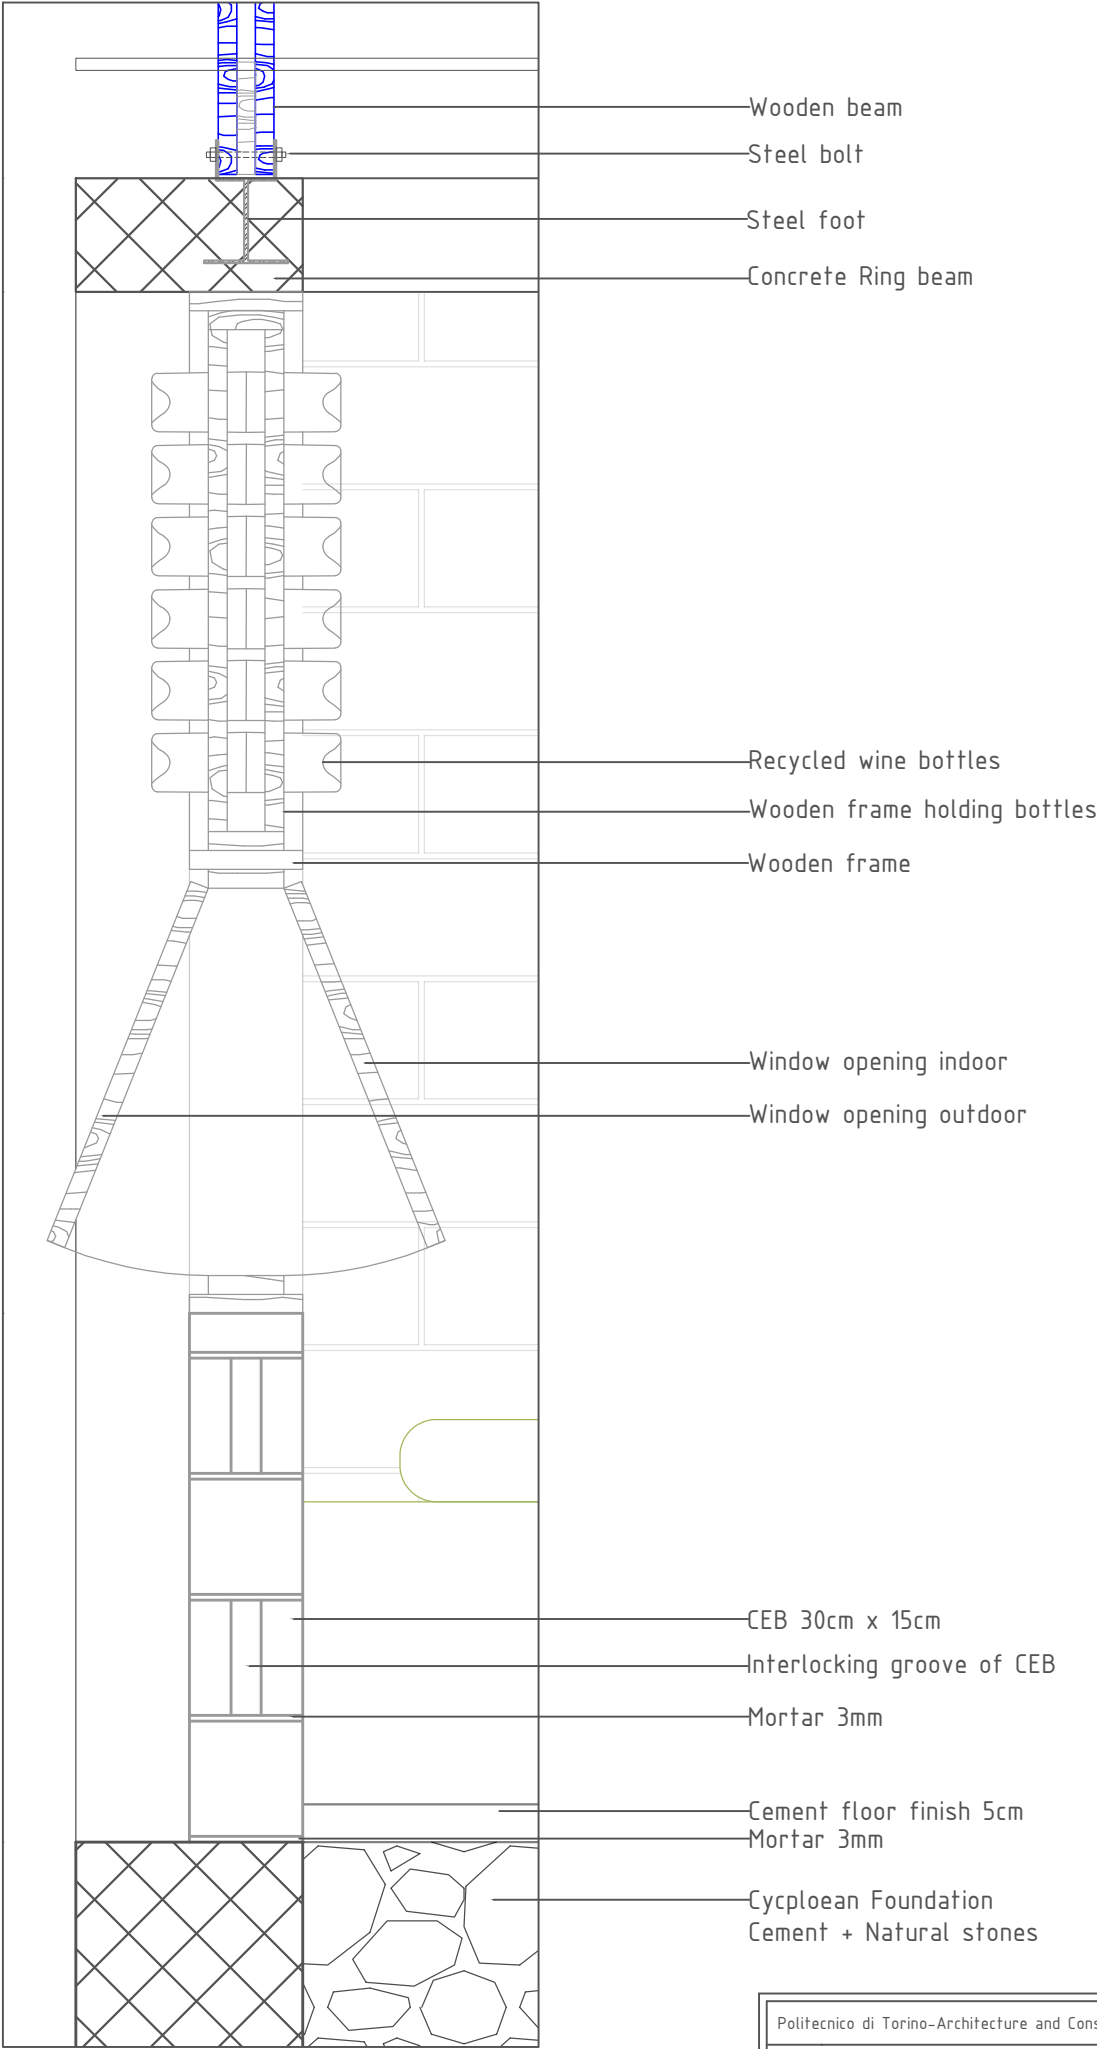 Wooden beam
Steel bolt
Steel foot
Concrete Ring beam
Recycled wine bottles
Wooden frame holding bottles
Wooden frame
Window opening indoor
Window opening outdoor
CEB 30cm x 15cm
Interlocking groove of CEB
Mortar 3mm
Cement floor finish 5cm
Mortar 3mm
Cycploean Foundation
Cement + Natural stones
Politecnico di Torino-Architecture and Cons